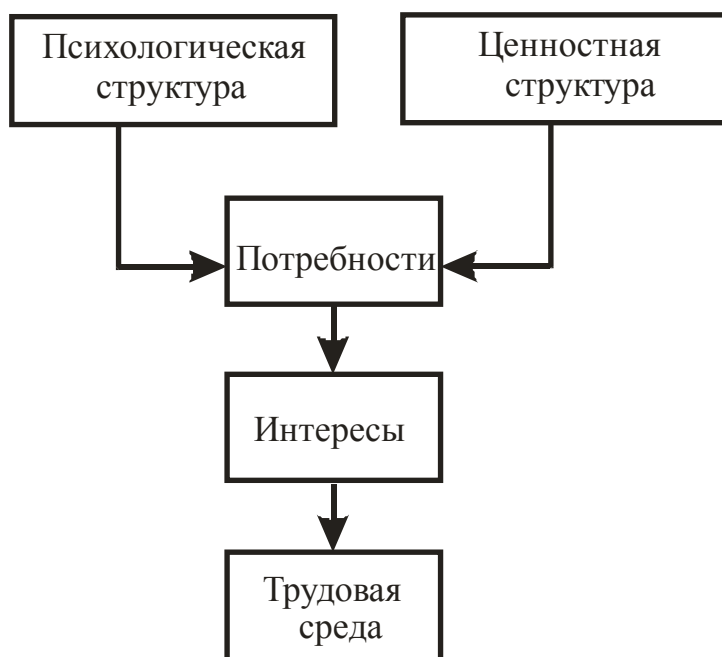 Психологическая
структура
Ценностная
структура
Потребности
Интересы
Трудовая
среда